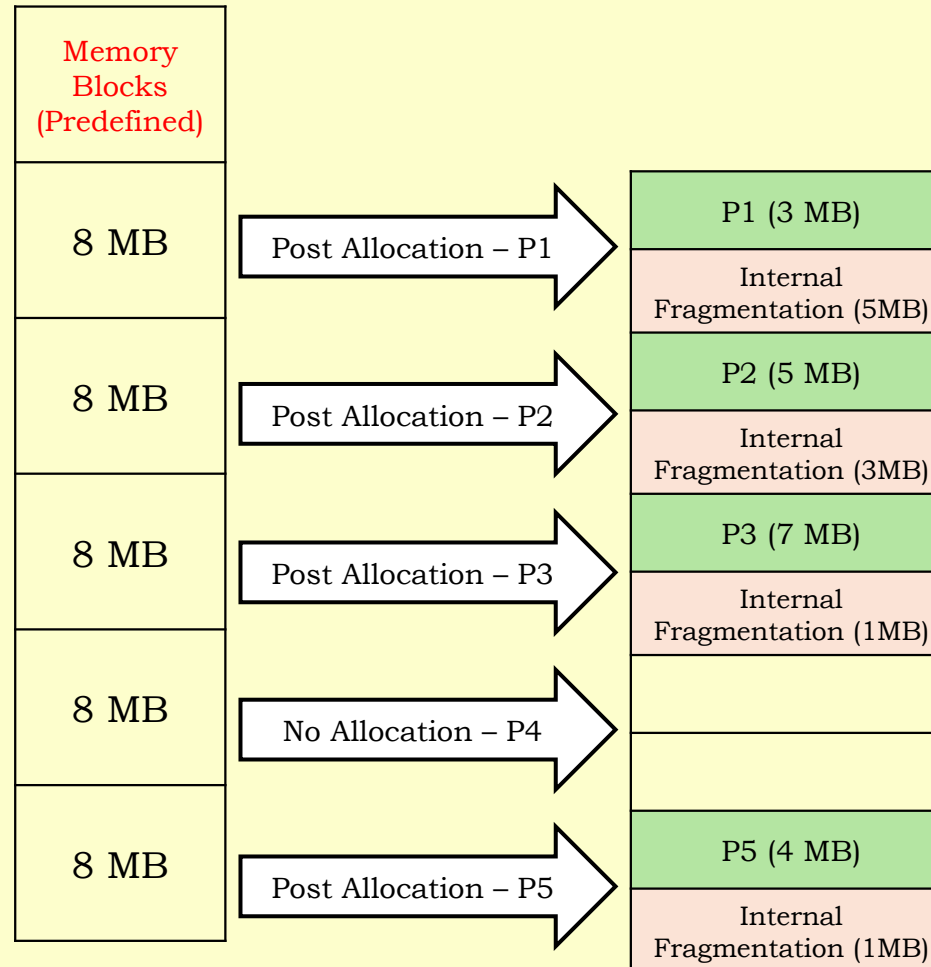 Memory
Blocks
(Predefined)
8 MB
Post Allocation – P1
P1 (3 MB)
Internal
Fragmentation (5MB)
8 MB
Post Allocation – P2
P2 (5 MB)
Internal
Fragmentation (3MB)
8 MB
Post Allocation – P3
P3 (7 MB)
Internal
Fragmentation (1MB)
8 MB
No Allocation – P4
8 MB
Post Allocation – P5
P5 (4 MB)
Internal
Fragmentation (1MB)